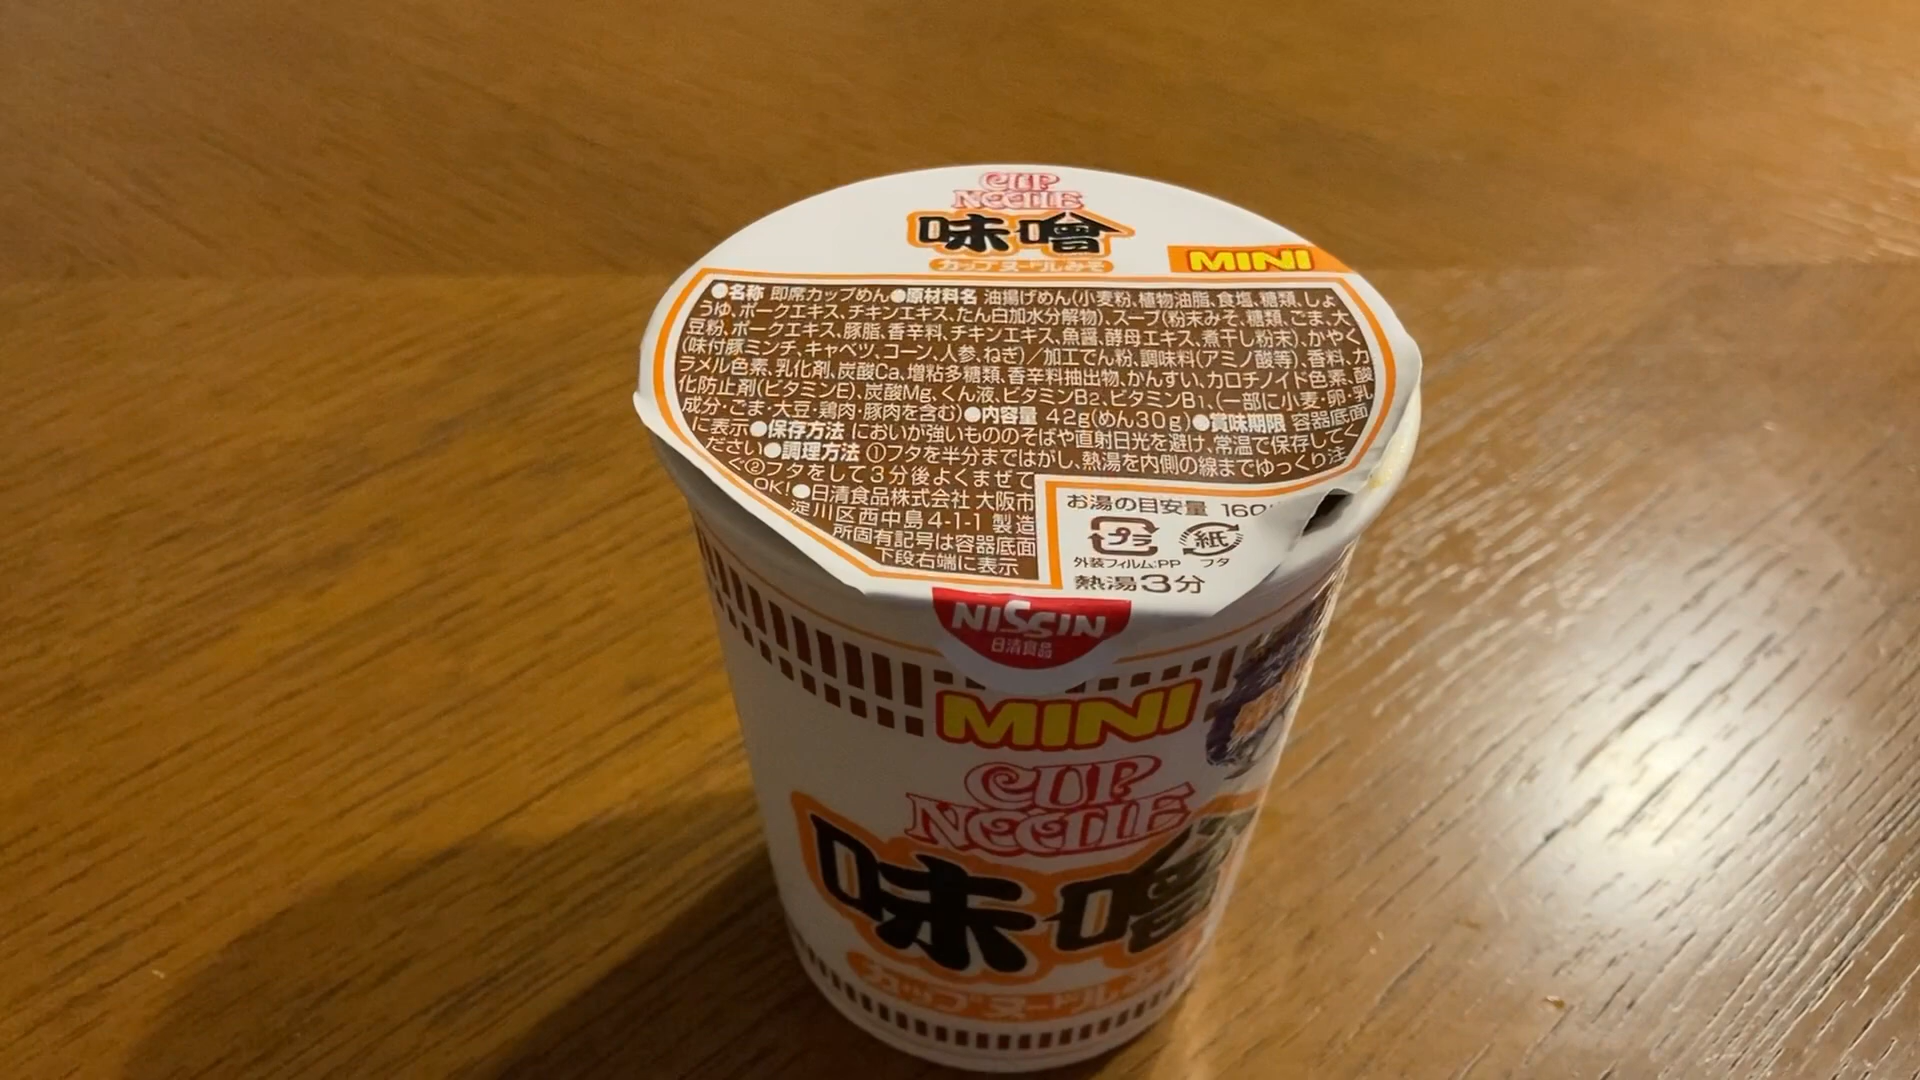 CUP
NOODLE
味噌
カップヌードルみそ
MINI
●名称 即席カップめん●原材料名 油揚げめん(小麦粉、植物油脂、食塩、糖類、しょ
うゆ、ポークエキス、チキンエキス、たん白加水分解物)、スープ(粉末みそ、糖類、ごま、大
豆粉、ポークエキス、豚脂、香辛料、チキンエキス、魚醤、酵母エキス、煮干し粉末)、かやく
(味付豚ミンチ、キャベツ、コーン、人参、ねぎ)/加工でん粉、調味料(アミノ酸等)、香料、カ
ラメル色素、乳化剤、炭酸Ca、増粘多糖類、香辛料抽出物、かんすい、カロチノイド色素、酸
化防止剤(ビタミンE)、炭酸Mg、くん液、ビタミンB2、ビタミンB1、(一部に小麦・卵・乳
成分・ごま・大豆・鶏肉・豚肉を含む)●内容量 42g(めん30g)●賞味期限 容器底面
に表示●保存方法 においが強いもののそばや直射日光を避け、常温で保存してく
ださい●調理方法 ①フタを半分まではがし、熱湯を内側の線までゆっくり注
ぐ②フタをして3分後よくまぜて
OK!●日清食品株式会社 大阪市
淀川区西中島4-1-1 製造
所固有記号は容器底面
下段右端に表示
お湯の目安量 160
プラ 紙
外装フィルム:PP フタ
熱湯3分
NISSIN
日清食品
MINI
CUP
NOODLE
味噌
カップヌードルみそ